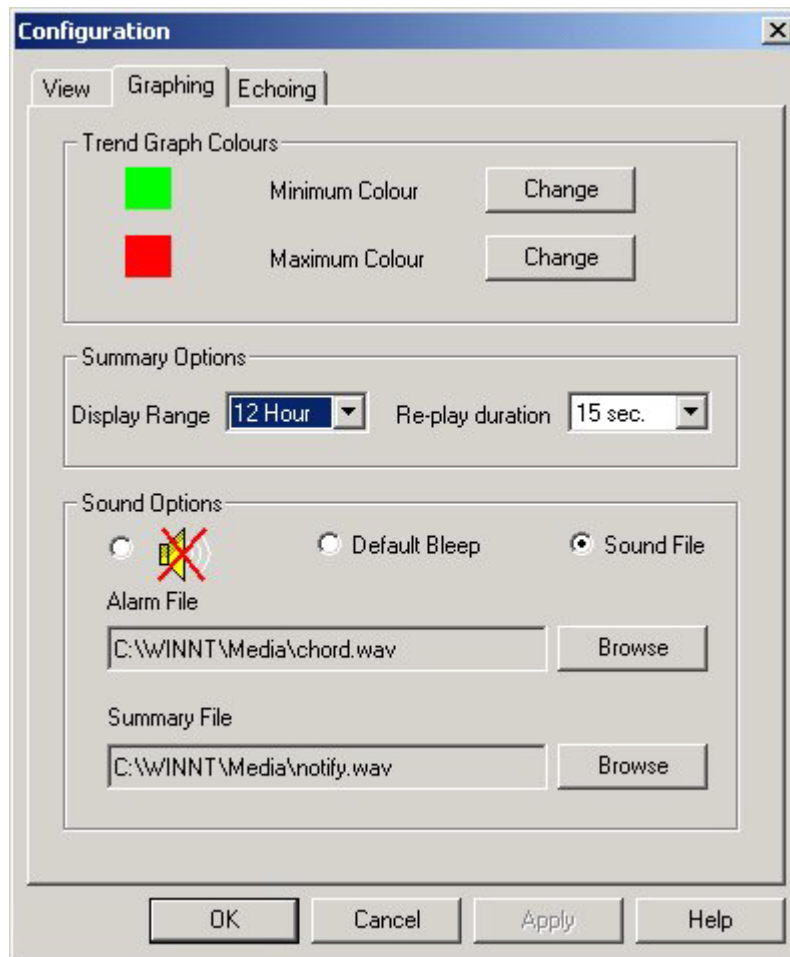 Configuration
View Graphing Echoing
Trend Graph Colours
Minimum Colour Change
Maximum Colour Change
Summary Options
Display Range 12 Hour Re-play duration 15 sec.
Sound Options
Default Bleep Sound File
Alarm File
C:\WINNT\Media\chord.wav Browse
Summary File
C:\WINNT\Media\notify.wav Browse
OK Cancel Apply Help